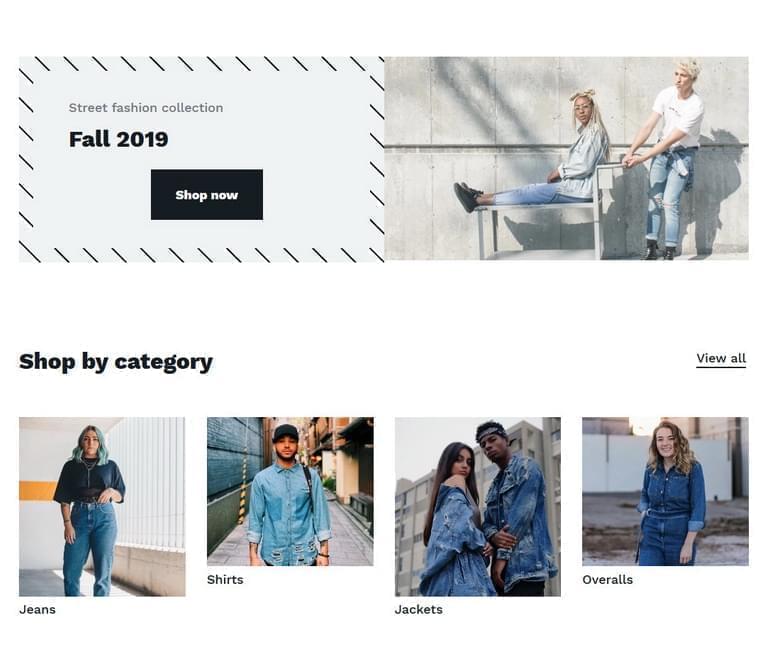 Street fashion collection
Fall 2019
Shop now
Shop by category
View all
Jeans
Shirts
Jackets
Overalls